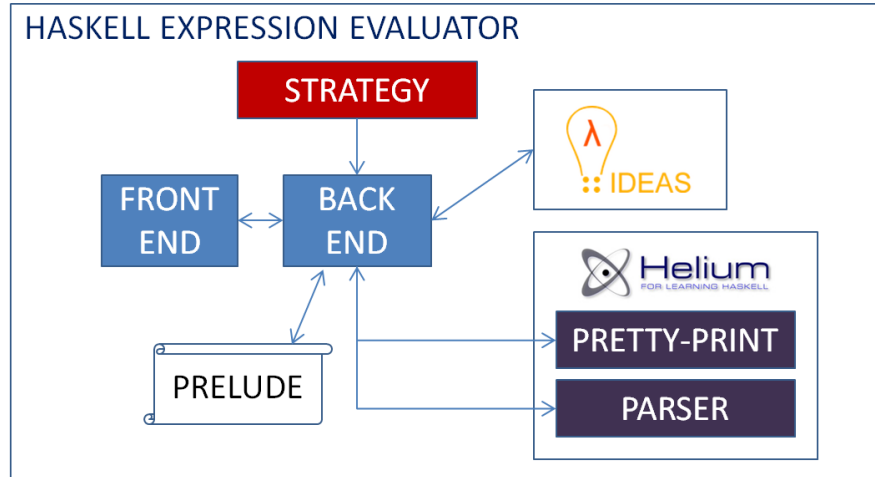 HASKELL EXPRESSION EVALUATOR
STRATEGY
λ
:: IDEAS
FRONT
END
BACK
END
Helium
FOR LEARNING HASKELL
PRETTY-PRINT
PRELUDE
PARSER